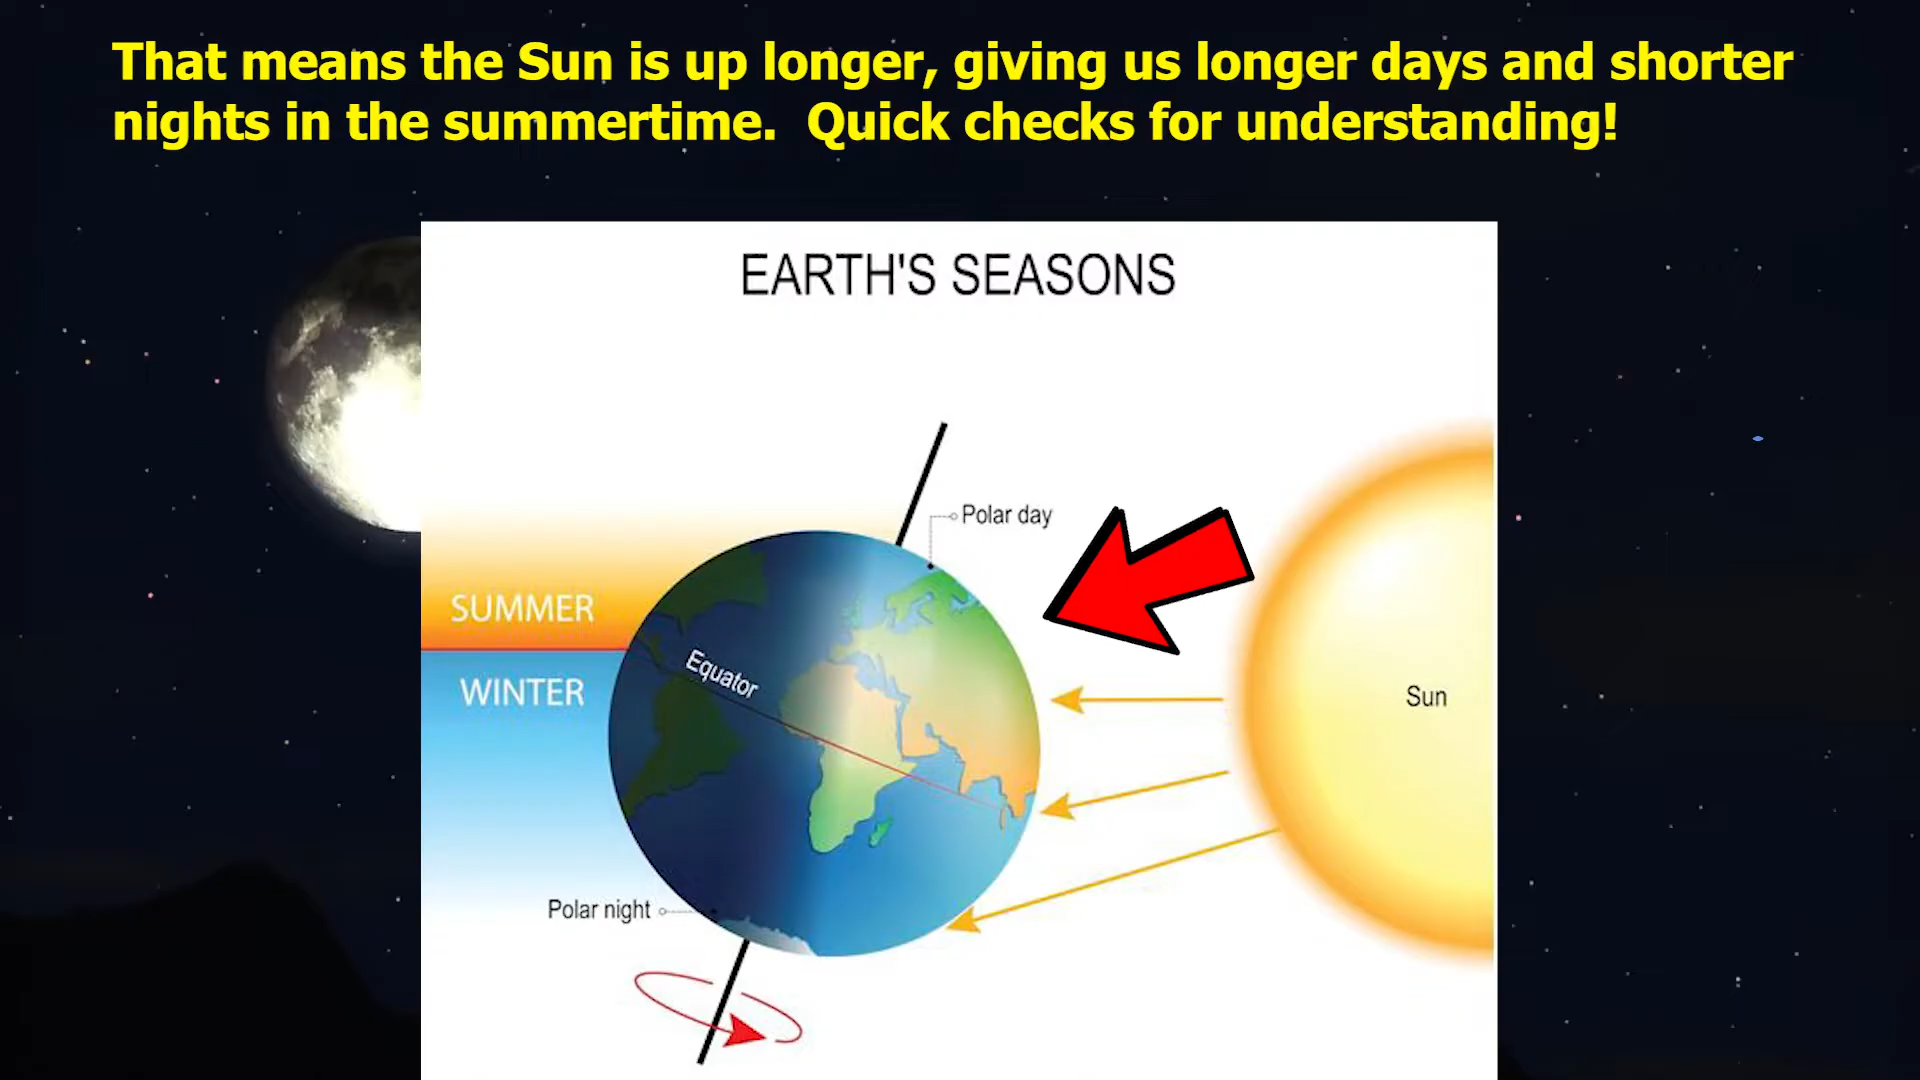 That means the Sun is up longer, giving us longer days and shorter
nights in the summertime.  Quick checks for understanding!
EARTH'S SEASONS
Polar day
SUMMER
Equator
WINTER
Sun
Polar night